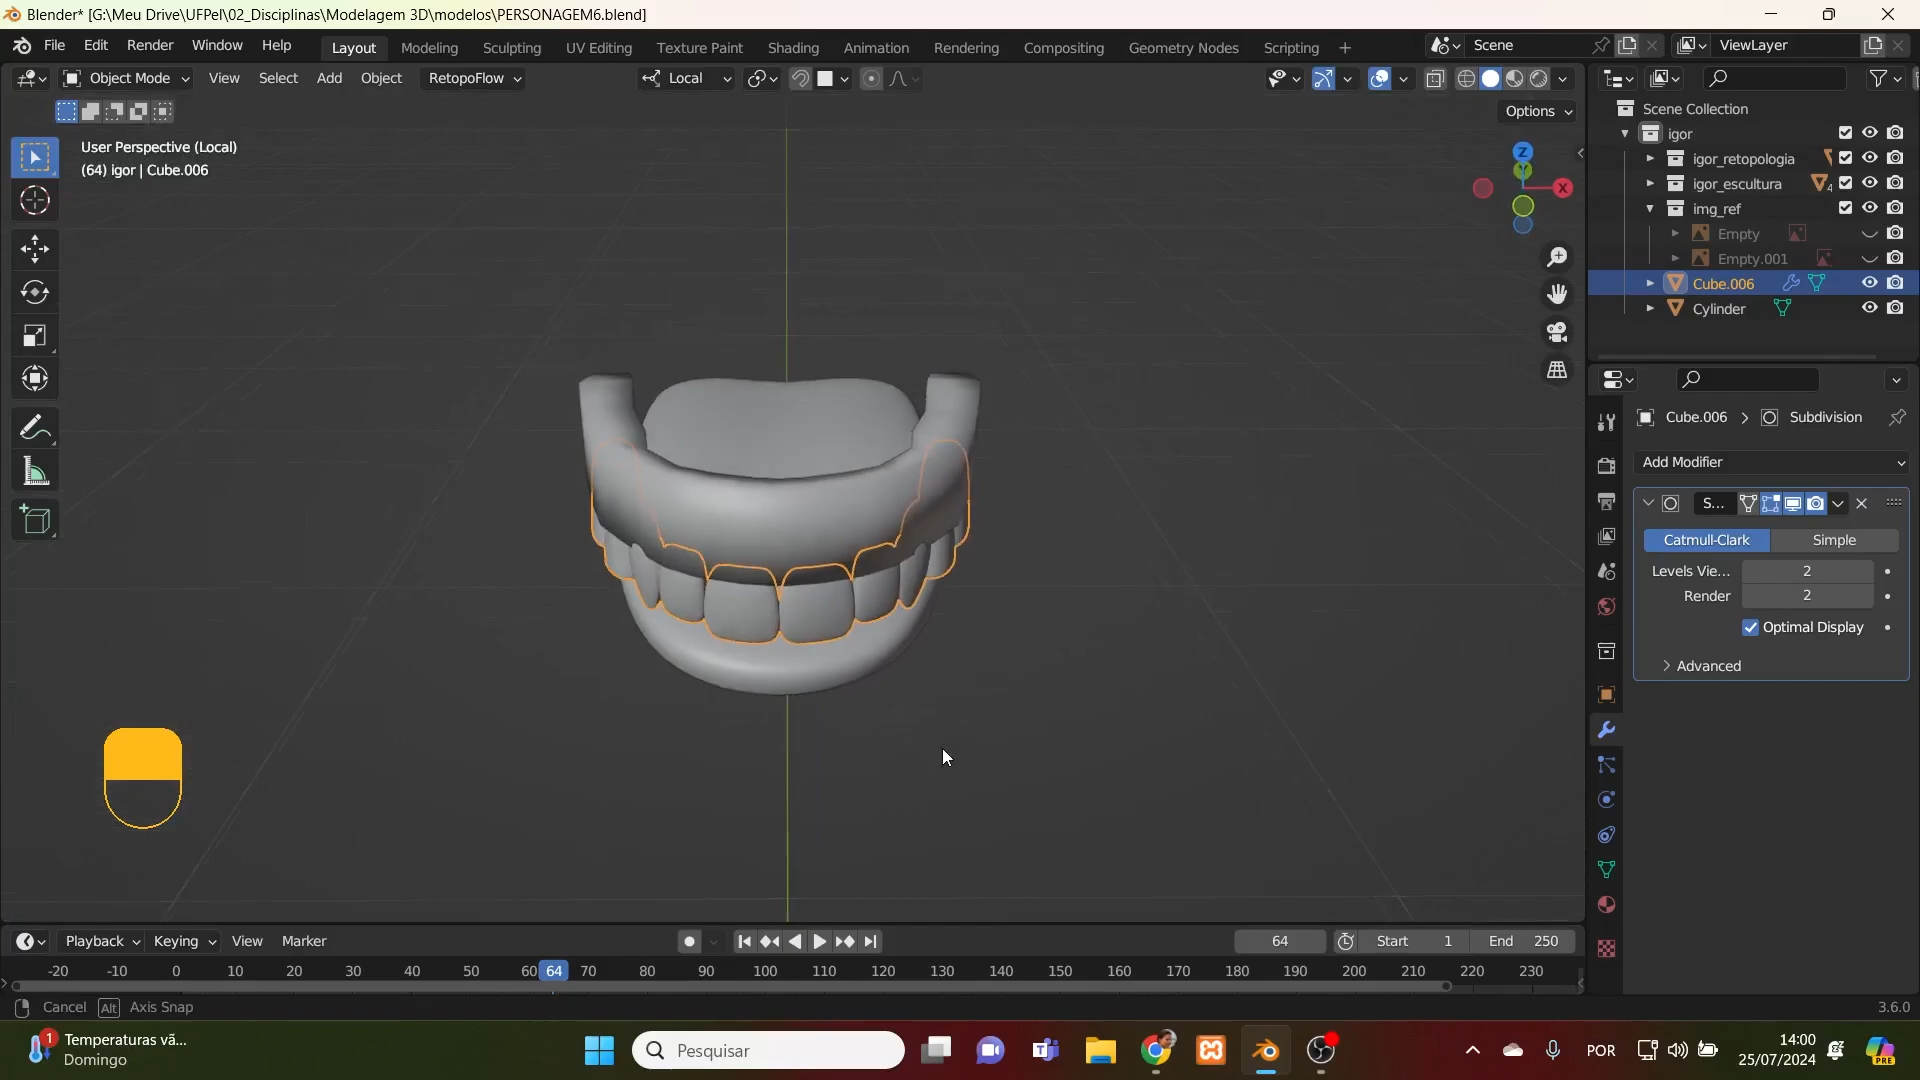 Blender* [G:\Meu Drive\UFPel\02_Disciplinas\Modelagem 3D\modelos\PERSONAGEM6.blend]
File Edit Render Window Help Layout Modeling Sculpting UV Editing Texture Paint Shading Animation Rendering Compositing Geometry Nodes Scripting + Scene ViewLayer
Object Mode View Select Add Object RetopoFlow Local
Options
User Perspective (Local)
(64) igor | Cube.006
Z
X
Scene Collection
igor
igor_retopologia
igor_escultura 4
img_ref
Empty
Empty.001
Cube.006
Cylinder
Cube.006 > Subdivision
Add Modifier
S...
Catmull-Clark Simple
Levels Vie... 2
Render 2
Optimal Display
Advanced
Playback Keying View Marker 64 Start 1 End 250
-20 -10 0 10 20 30 40 50 60 64 70 80 90 100 110 120 130 140 150 160 170 180 190 200 210 220 230
Cancel Alt Axis Snap 3.6.0
1 Temperaturas vã...
Domingo
Pesquisar
POR
14:00
25/07/2024
PRE